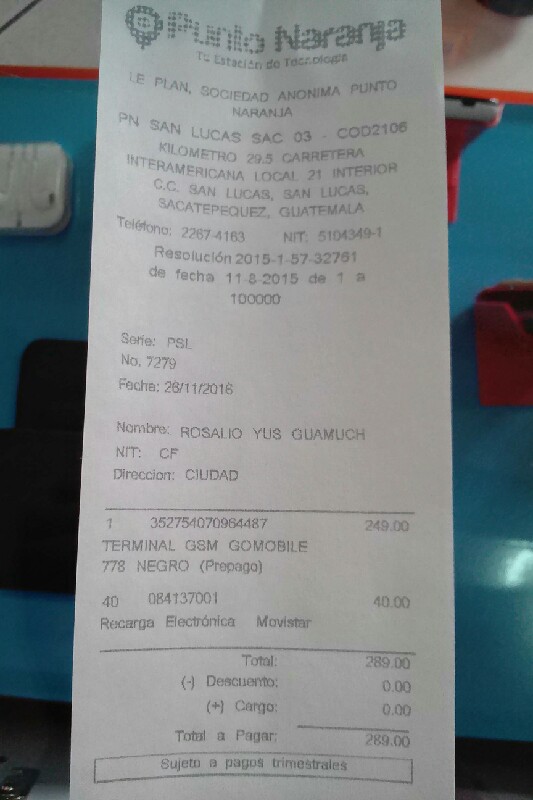 Punto Naranja
Tu Estación de Tecnología
LE PLAN, SOCIEDAD ANONIMA PUNTO
NARANJA
PN SAN LUCAS SAC 03 - COD2106
KILOMETRO 29.5 CARRETERA
INTERAMERICANA LOCAL 21 INTERIOR
C.C. SAN LUCAS, SAN LUCAS,
SACATEPEQUEZ, GUATEMALA
Teléfono: 2267-4163 NIT: 5104349-1
Resolución 2015-1-57-32761
de fecha 11-8-2015 de 1 a
100000
Serie: PSL
No. 7279
Fecha: 26/11/2016
Nombre: ROSALIO YUS GUAMUCH
NIT: CF
Direccion: CIUDAD
1 352754070964487 249.00
TERMINAL GSM GOMOBILE
778 NEGRO (Prepago)
40 084137001 40.00
Recarga Electrónica Movistar
Total: 289.00
(-) Descuento: 0.00
(+) Cargo: 0.00
Total a Pagar: 289.00
Sujeto a pagos trimestrales